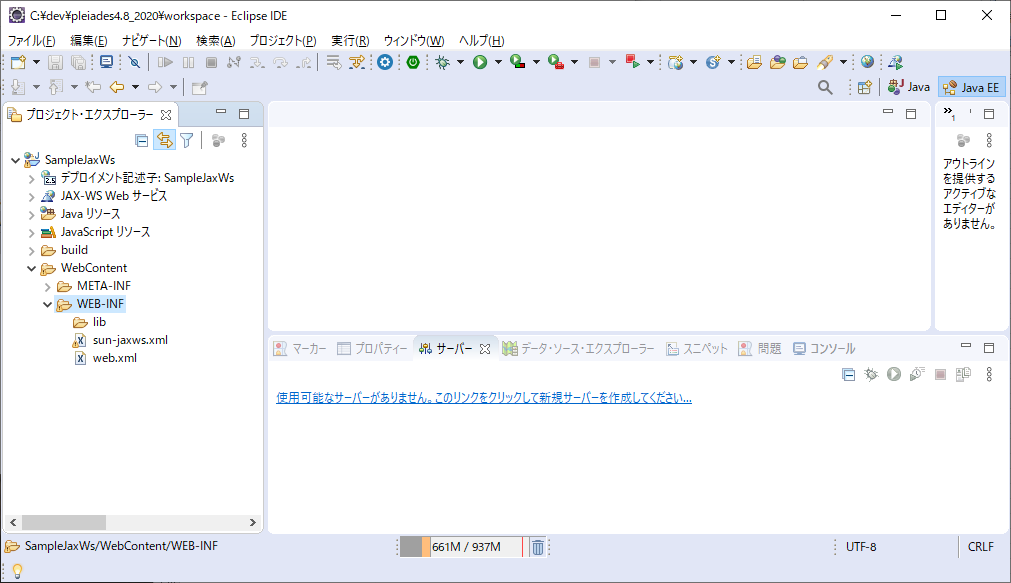 C:¥dev¥pleiades4.8_2020¥workspace - Eclipse IDE
ファイル(F) 編集(E) ナビゲート(N) 検索(A) プロジェクト(P) 実行(R) ウィンドウ(W) ヘルプ(H)
Java Java EE
プロジェクト・エクスプローラー
SampleJaxWs
デプロイメント記述子: SampleJaxWs
JAX-WS Web サービス
Java リソース
JavaScript リソース
build
WebContent
META-INF
WEB-INF
lib
sun-jaxws.xml
web.xml
1
アウトライン
を提供する
アクティブな
エディターが
ありません。
マーカー プロパティー サーバー データ・ソース・エクスプローラー スニペット 問題 コンソール
使用可能なサーバーがありません。このリンクをクリックして新規サーバーを作成してください...
SampleJaxWs/WebContent/WEB-INF 661M / 937M UTF-8 CRLF